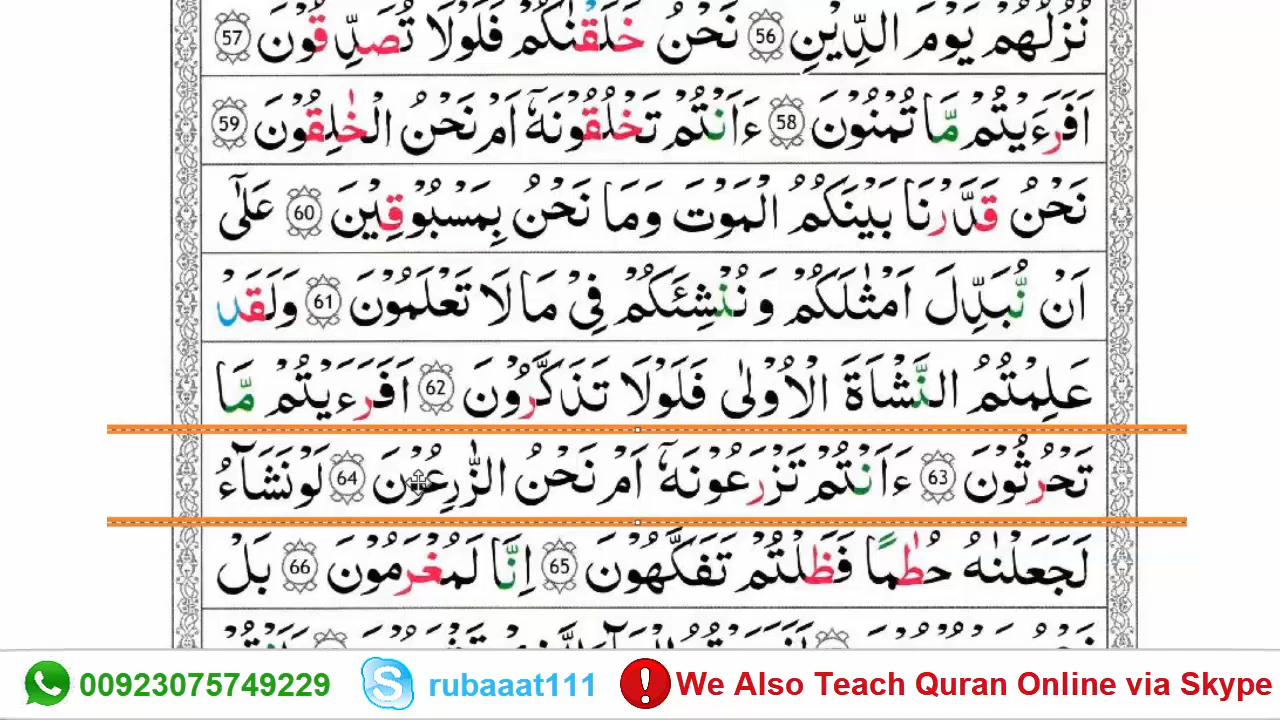 نُزُلُهُمْ يَوْمَ الدِّيْنِ 56 نَحْنُ خَلَقْنٰكُمْ فَلَوْلَا تُصَدِّقُوْنَ 57
اَفَرَءَيْتُمْ مَّا تُمْنُوْنَ 58 ءَاَنْتُمْ تَخْلُقُوْنَهٗٓ اَمْ نَحْنُ الْخٰلِقُوْنَ 59
نَحْنُ قَدَّرْنَا بَيْنَكُمُ الْمَوْتَ وَمَا نَحْنُ بِمَسْبُوْقِيْنَ 60 عَلٰٓى
اَنْ نُّبَدِّلَ اَمْثٰلَكُمْ وَنُنْشِئَكُمْ فِيْ مَا لَا تَعْلَمُوْنَ 61 وَلَقَدْ
عَلِمْتُمُ النَّشْاَةَ الْاُوْلٰى فَلَوْلَا تَذَكَّرُوْنَ 62 اَفَرَءَيْتُمْ مَّا
تَحْرُثُوْنَ 63 ءَاَنْتُمْ تَزْرَعُوْنَهٗٓ اَمْ نَحْنُ الزّٰرِعُوْنَ 64 لَوْ نَشَآءُ
لَجَعَلْنٰهُ حُطٰمًا فَظَلْتُمْ تَفَكَّهُوْنَ 65 اِنَّا لَمُغْرَمُوْنَ 66 بَلْ
00923075749229 rubaaat111 We Also Teach Quran Online via Skype